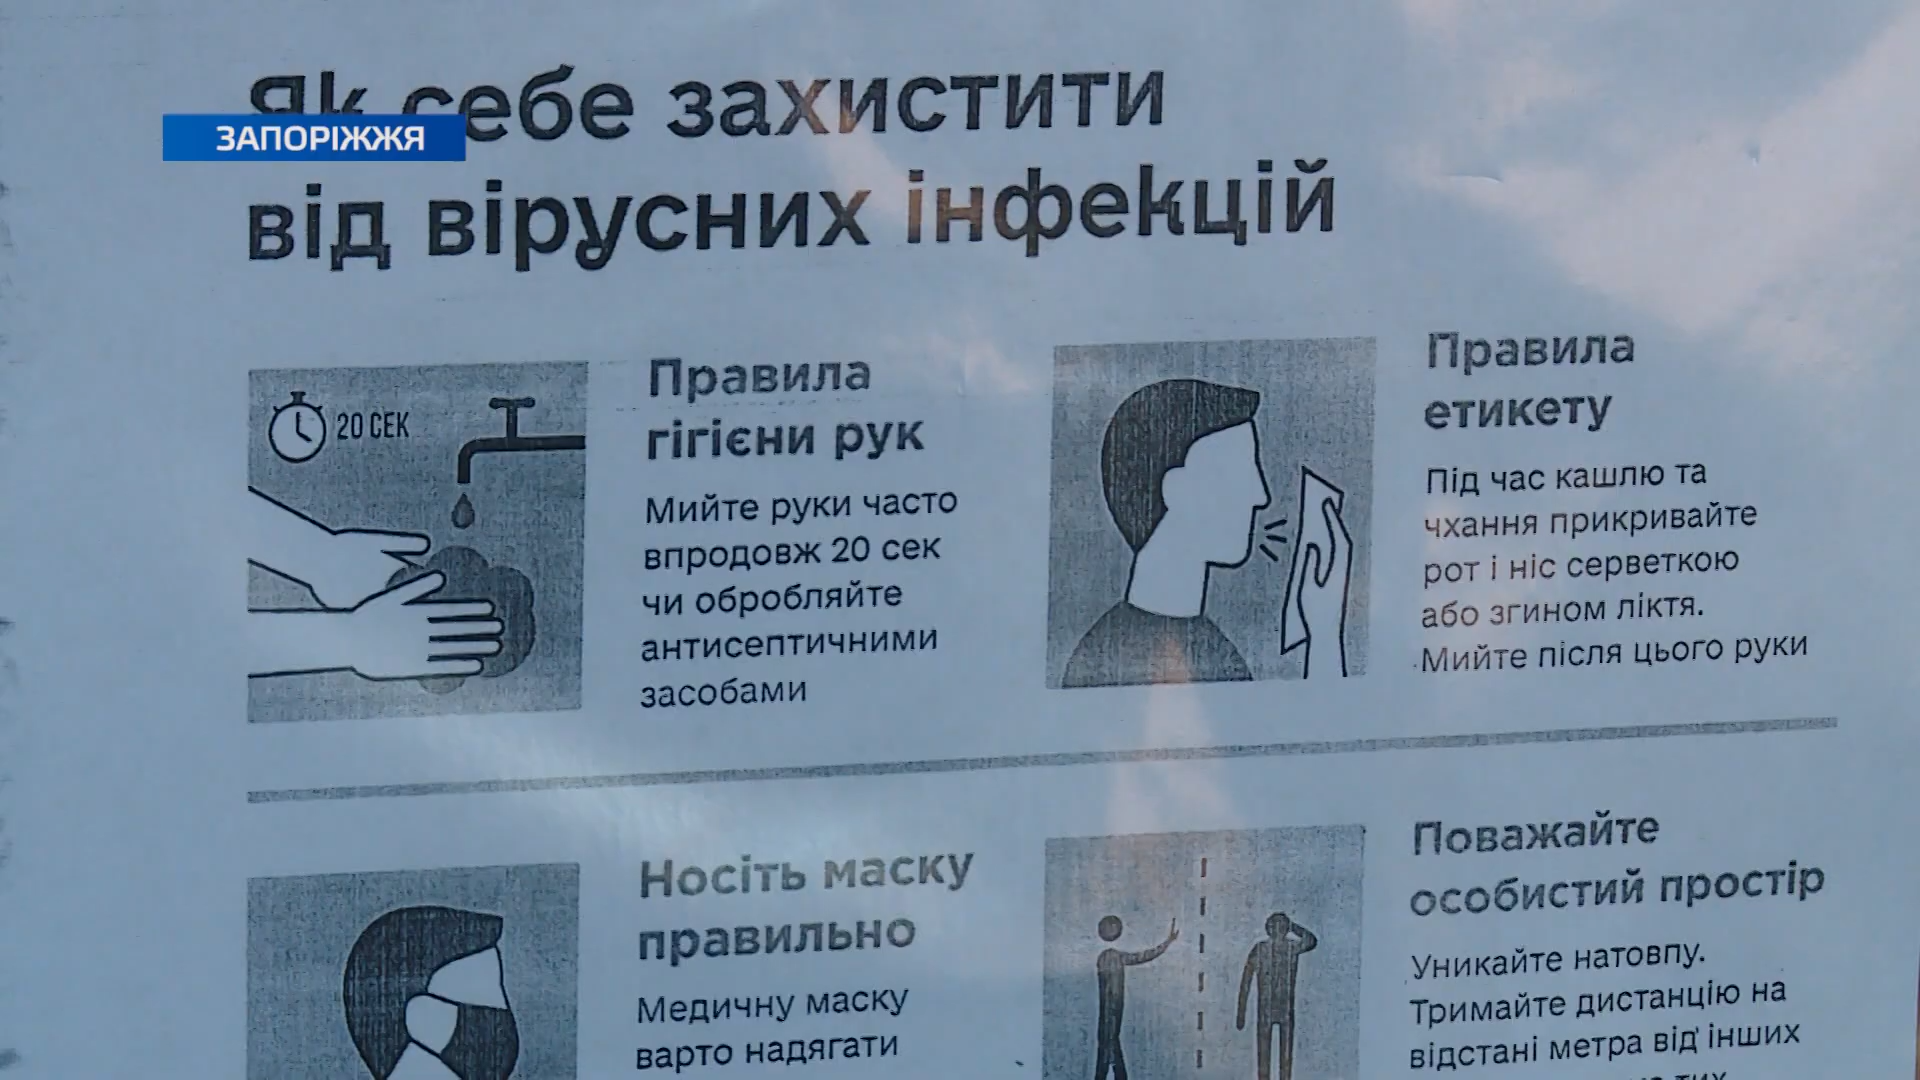 Як себе захистити
ЗАПОРІЖЖЯ
від вірусних інфекцій
20 СЕК
Правила
гігієни рук
Мийте руки часто
впродовж 20 сек
чи обробляйте
антисептичними
засобами
Правила
етикету
Під час кашлю та
чхання прикривайте
рот і ніс серветкою
або згином ліктя.
Мийте після цього руки
Носіть маску
правильно
Медичну маску
варто надягати
Поважайте
особистий простір
Уникайте натовпу.
Тримайте дистанцію на
відстані метра від інших